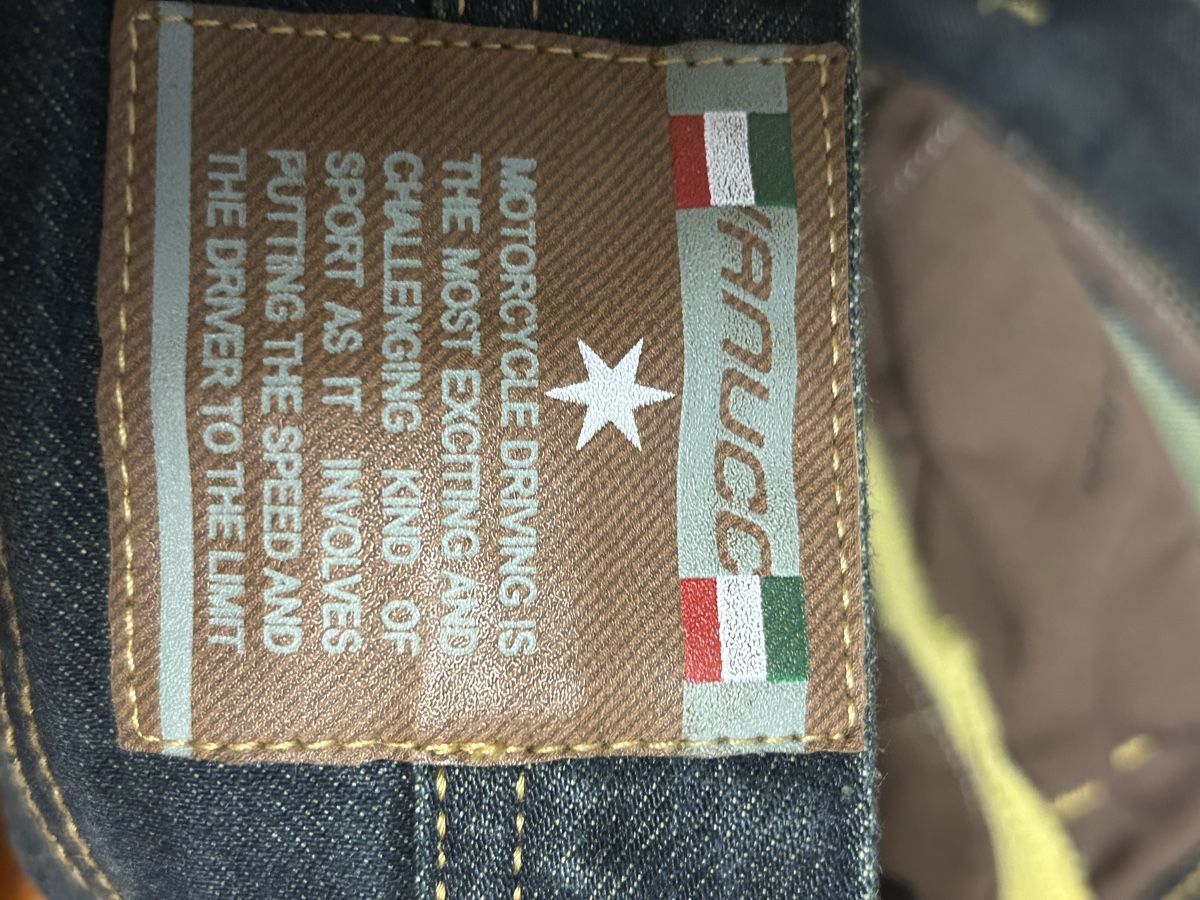 VANUCCI
MOTORCYCLE DRIVING IS
THE MOST EXCITING AND
CHALLENGING KIND OF
SPORT AS IT INVOLVES
PUTTING THE SPEED AND
THE DRIVER TO THE LIMIT